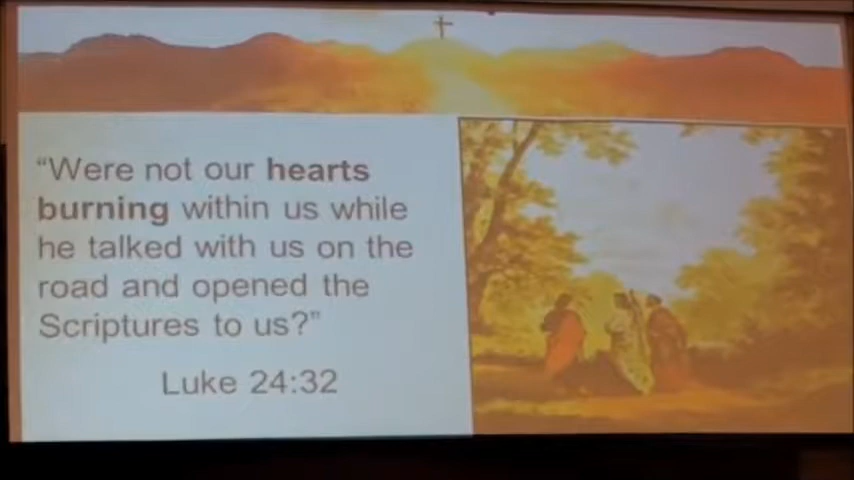 “Were not our hearts
burning within us while
he talked with us on the
road and opened the
Scriptures to us?”
Luke 24:32